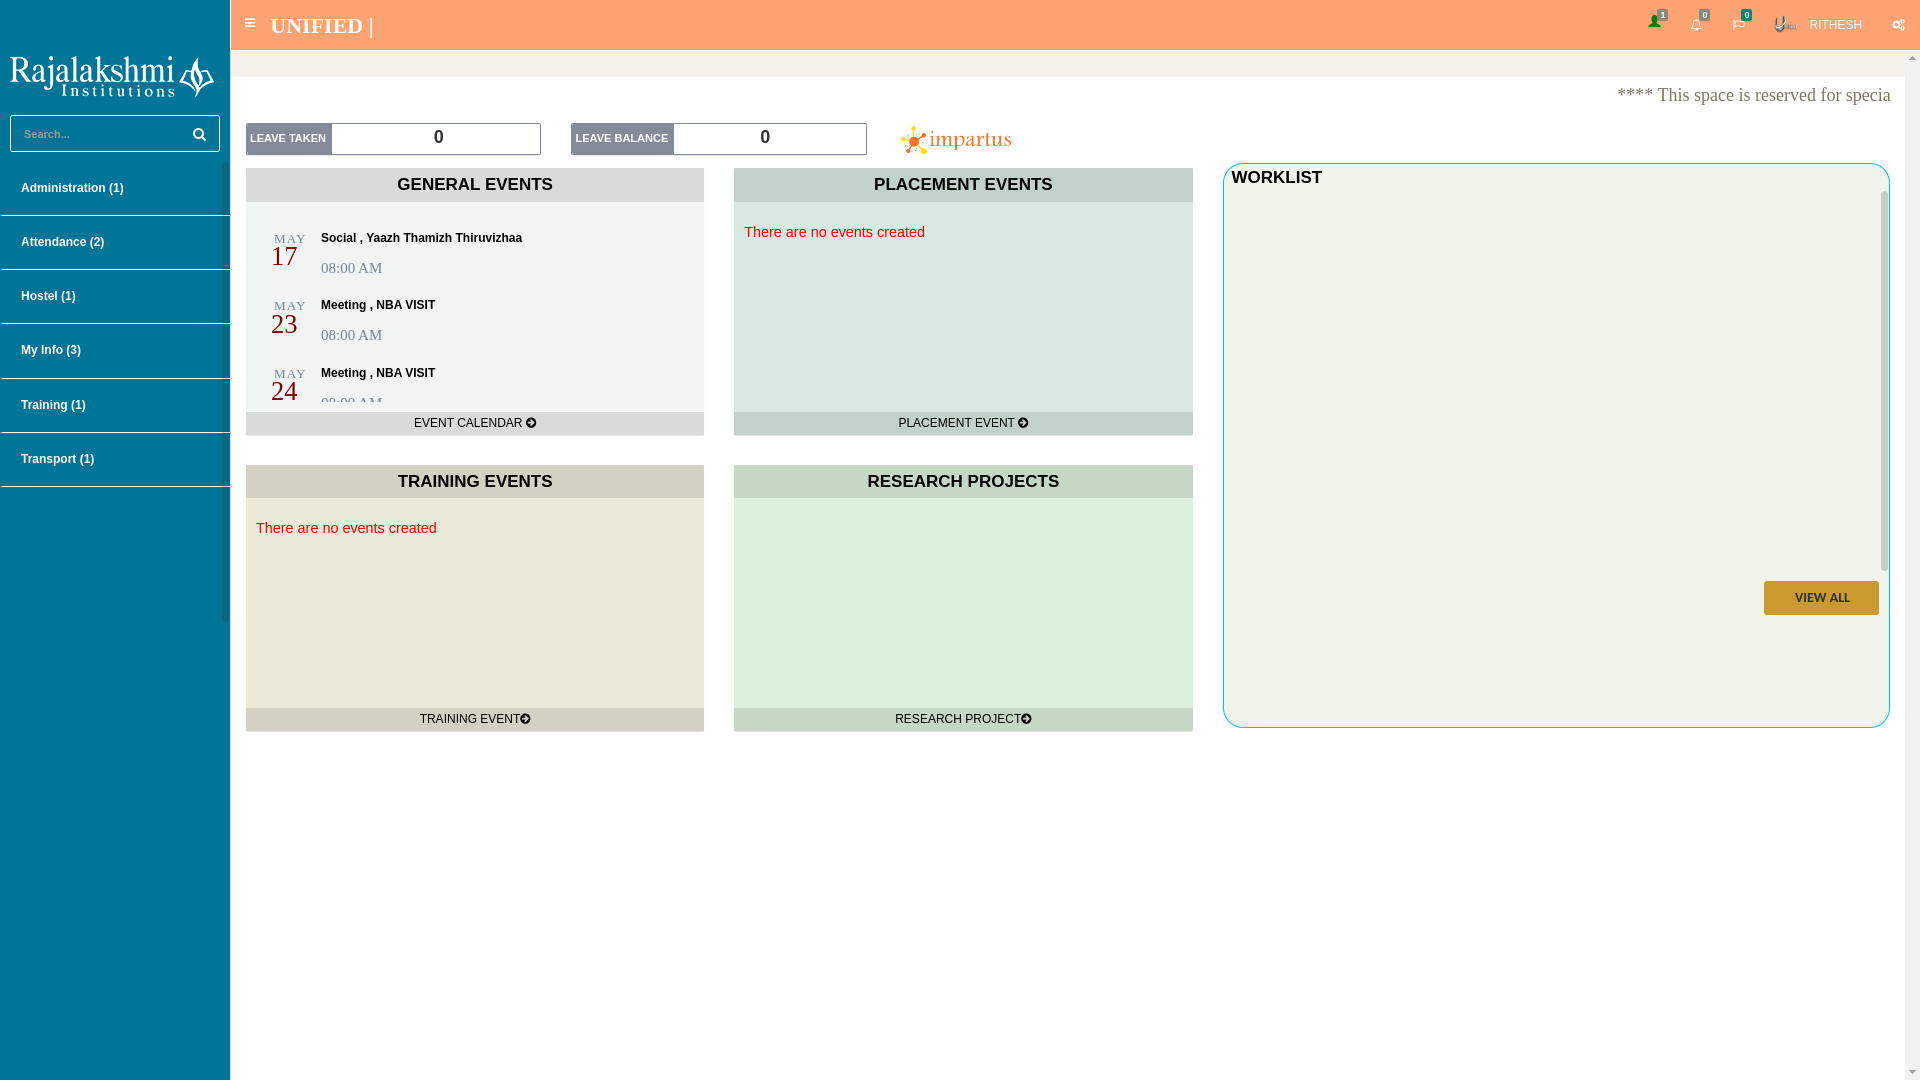 UNIFIED |
1
0
0
RITHESH
Rajalakshmi
Institutions
Search...
Administration (1)
Attendance (2)
Hostel (1)
My Info (3)
Training (1)
Transport (1)
**** This space is reserved for specia
LEAVE TAKEN 0
LEAVE BALANCE 0
impartus
GENERAL EVENTS
MAY
17
Social , Yaazh Thamizh Thiruvizhaa
08:00 AM
MAY
23
Meeting , NBA VISIT
08:00 AM
MAY
24
Meeting , NBA VISIT
08:00 AM
EVENT CALENDAR
PLACEMENT EVENTS
There are no events created
PLACEMENT EVENT
TRAINING EVENTS
There are no events created
TRAINING EVENT
RESEARCH PROJECTS
RESEARCH PROJECT
WORKLIST
VIEW ALL